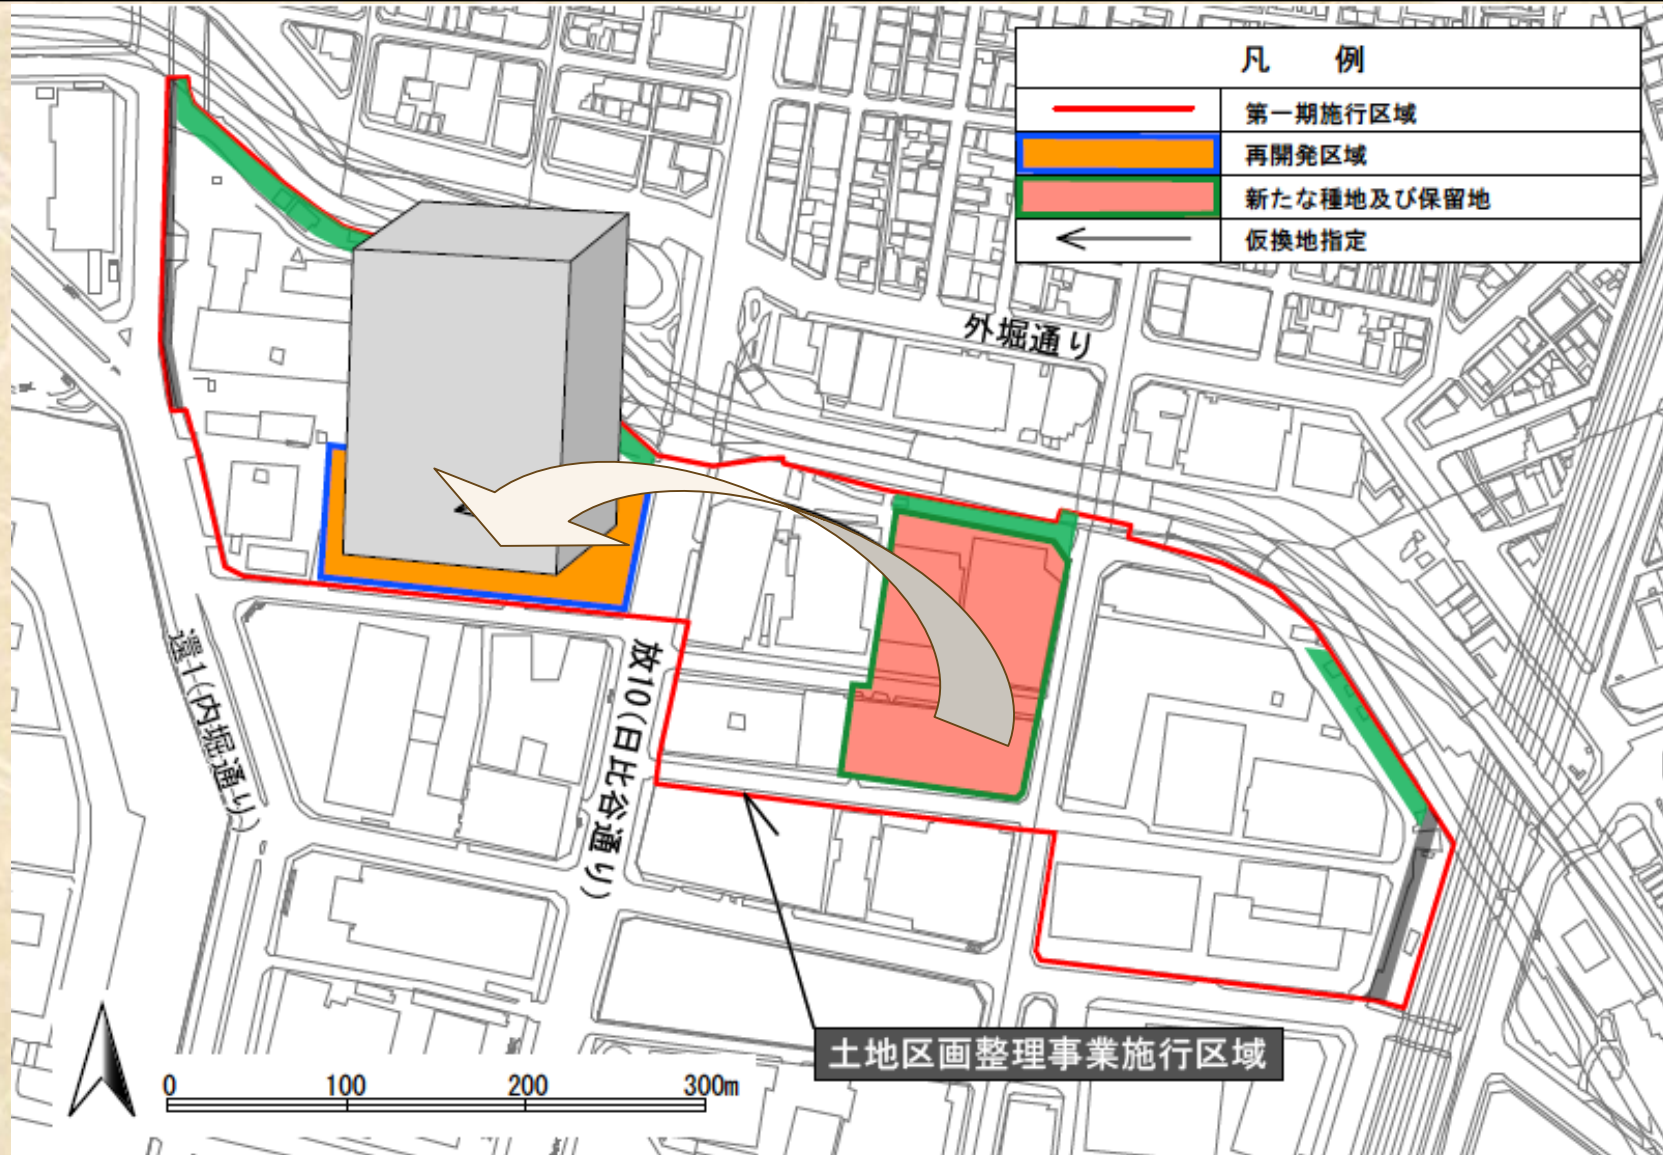 凡　例
第一期施行区域
再開発区域
新たな種地及び保留地
仮換地指定
外堀通り
環1(内堀通り)
放10(日比谷通り)
土地区画整理事業施行区域
0 100 200 300m